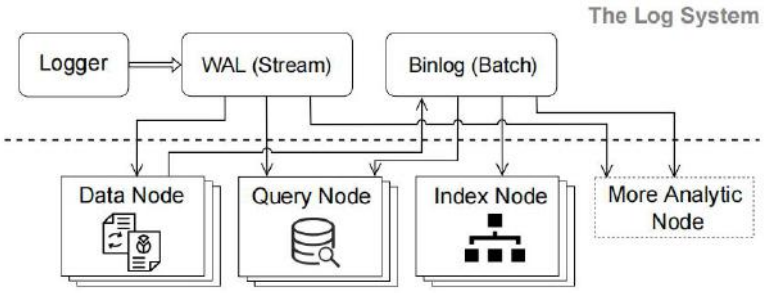 The Log System
Logger
WAL (Stream)
Binlog (Batch)
Data Node
Query Node
Index Node
More Analytic
Node